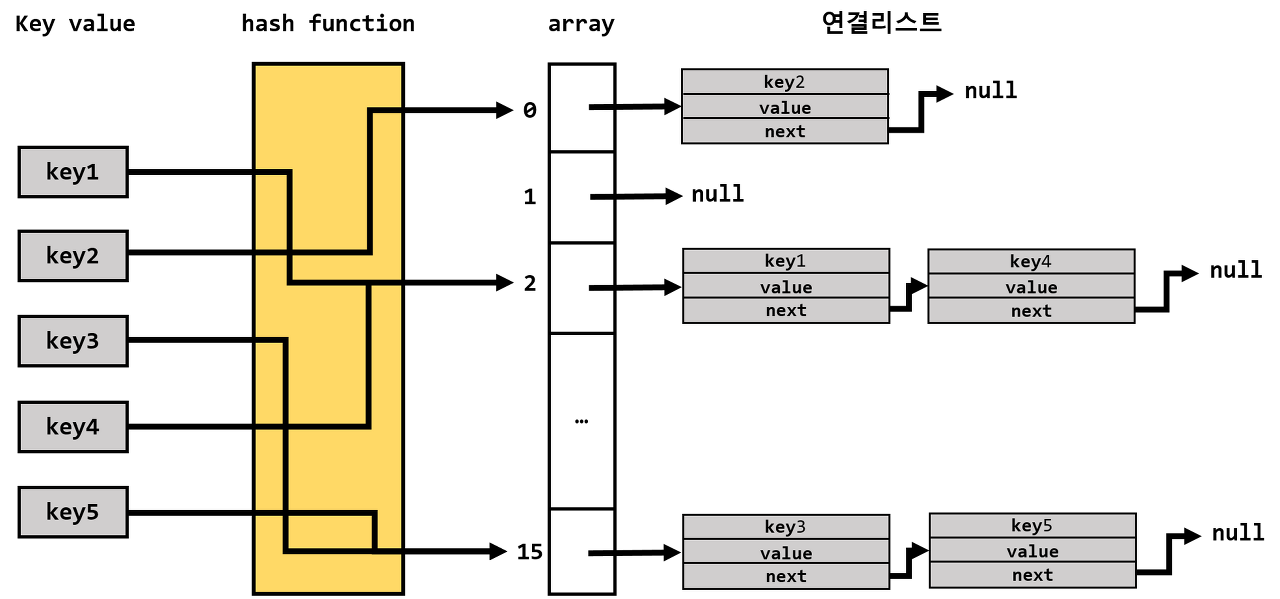 Key value
hash function
array
연결리스트
key1
key2
key3
key4
key5
0
key2
value
next
null
1
null
2
key1
value
next
key4
value
next
null
…
15
key3
value
next
key5
value
next
null